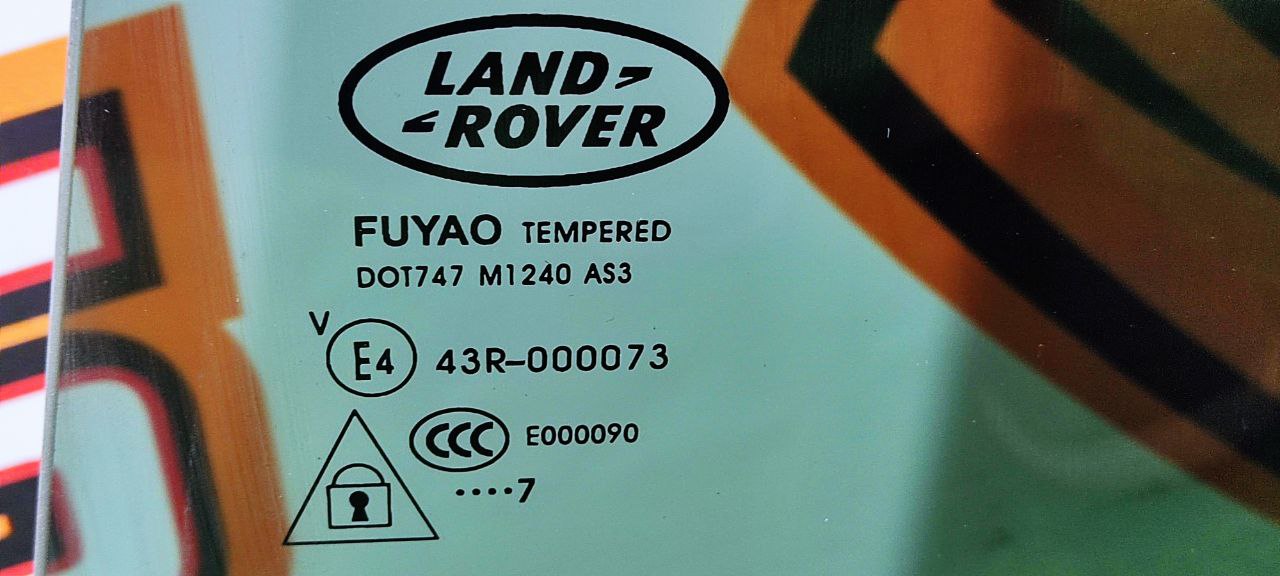 LAND
ROVER
FUYAO TEMPERED
DOT747 M1240 AS3
V
E4 43R-000073
CCC E000090
....7